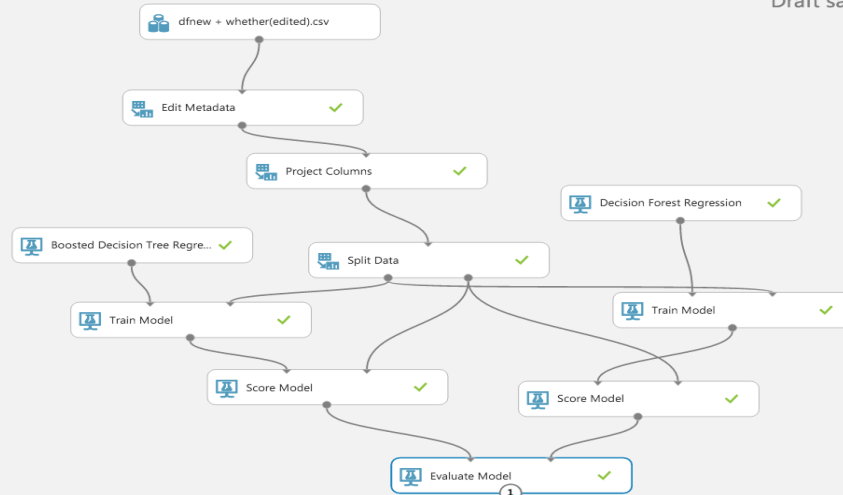 Draft sa
dfnew + whether(edited).csv
Edit Metadata
Project Columns
Decision Forest Regression
Boosted Decision Tree Regre...
Split Data
Train Model
Train Model
Score Model
Score Model
Evaluate Model
1